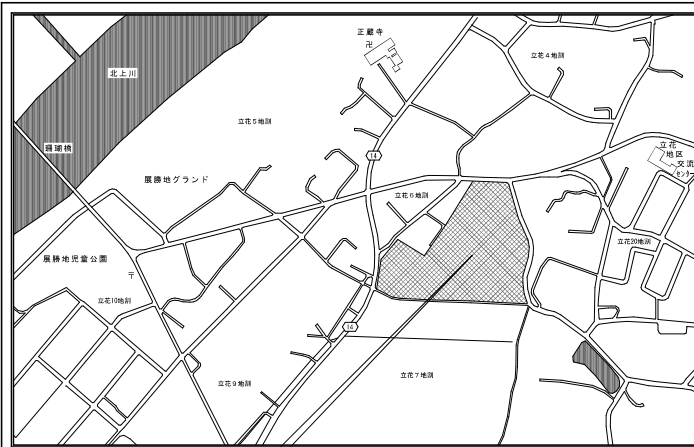 正蔵寺
卍
立花4地割
北上川
立花5地割
珊瑚橋
14
立花
地区
交流
センター
展勝地グランド
立花6地割
立花20地割
展勝地児童公園
〒
立花10地割
14
立花9地割
立花7地割